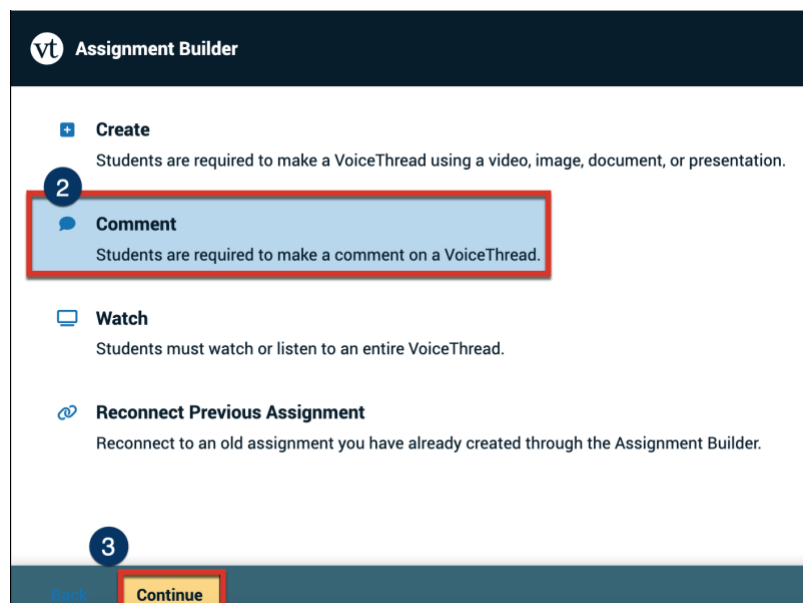 vt Assignment Builder
Create
Students are required to make a VoiceThread using a video, image, document, or presentation.
2
Comment
Students are required to make a comment on a VoiceThread.
Watch
Students must watch or listen to an entire VoiceThread.
Reconnect Previous Assignment
Reconnect to an old assignment you have already created through the Assignment Builder.
3
Back Continue